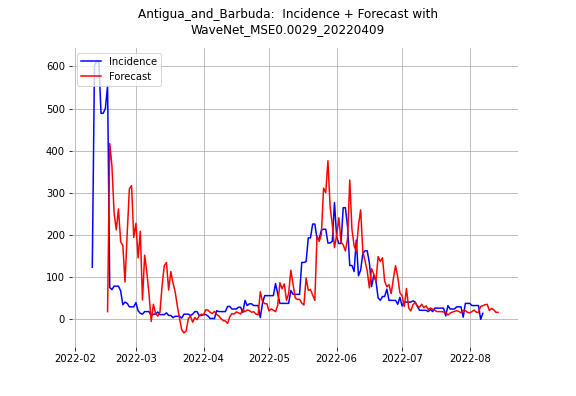 Antigua_and_Barbuda:  Incidence + Forecast with
WaveNet_MSE0.0029_20220409
Incidence
Forecast
600
500
400
300
200
100
0
2022-02 2022-03 2022-04 2022-05 2022-06 2022-07 2022-08